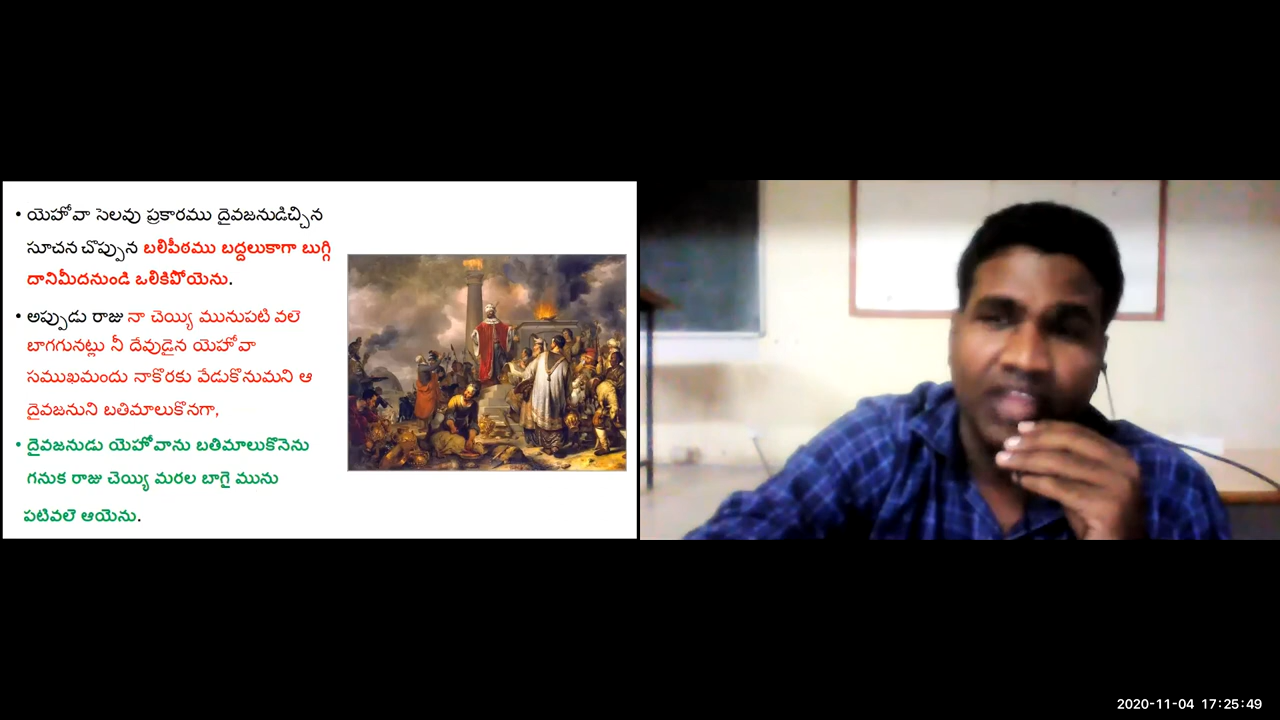 • యెహోవా సెలవు ప్రకారము దైవజనుడిచ్చిన
సూచన చొప్పున బలిపీఠము బద్దలుకాగా బుగ్గి
దానిమీదనుండి ఒలికిపోయెను.
• అప్పుడు రాజు నా చెయ్యి మునుపటి వలె
బాగగునట్లు నీ దేవుడైన యెహోవా
సముఖమందు నాకొరకు వేడుకొనుమని ఆ
దైవజనుని బతిమాలుకొనగా,
• దైవజనుడు యెహోవాను బతిమాలుకొనెను
గనుక రాజు చెయ్యి మరల బాగై మును
పటివలె ఆయెను.
2020-11-04 17:25:49